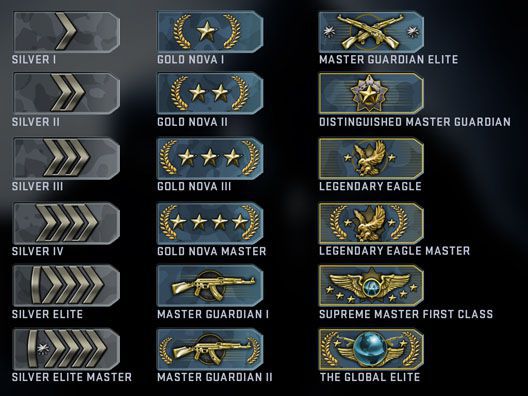 SILVER I
SILVER II
SILVER III
SILVER IV
SILVER ELITE
SILVER ELITE MASTER
GOLD NOVA I
GOLD NOVA II
GOLD NOVA III
GOLD NOVA MASTER
MASTER GUARDIAN I
MASTER GUARDIAN II
MASTER GUARDIAN ELITE
DISTINGUISHED MASTER GUARDIAN
LEGENDARY EAGLE
LEGENDARY EAGLE MASTER
SUPREME MASTER FIRST CLASS
THE GLOBAL ELITE